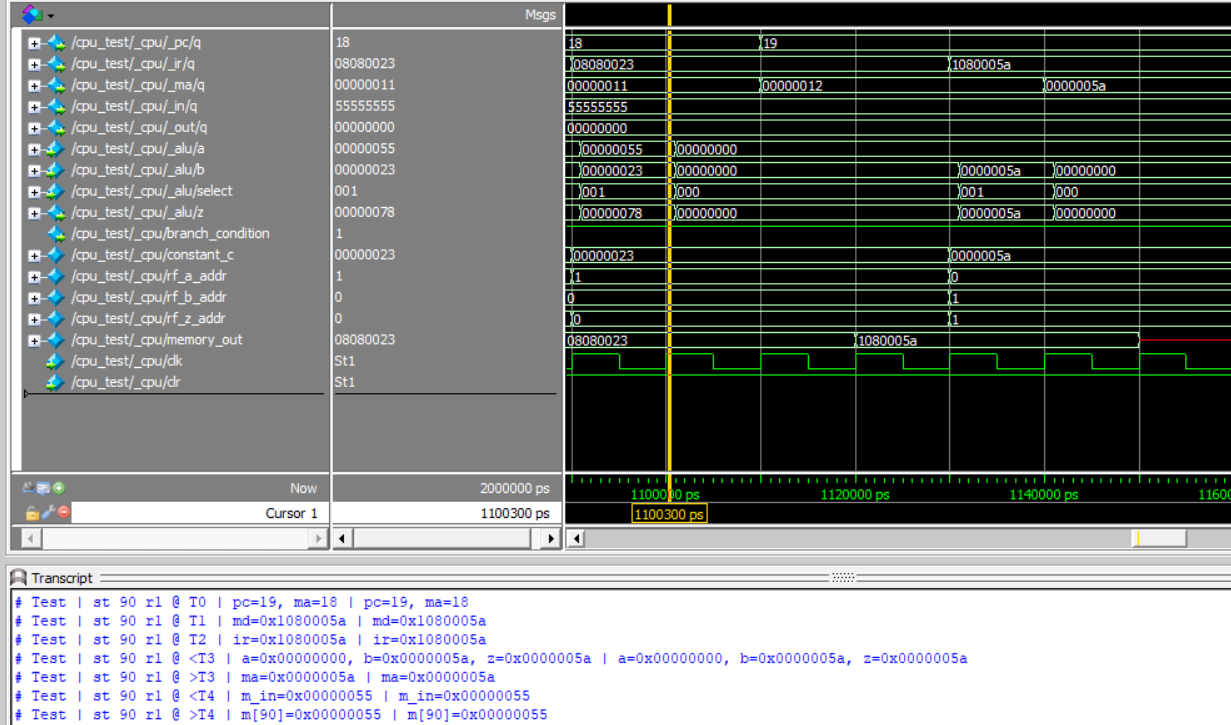 Msgs
/cpu_test/_cpu/_pc/q 18 18 19
/cpu_test/_cpu/_ir/q 08080023 08080023 1080005a
/cpu_test/_cpu/_ma/q 00000011 00000011 00000012 0000005a
/cpu_test/_cpu/_in/q 55555555 55555555
/cpu_test/_cpu/_out/q 00000000 00000000
/cpu_test/_cpu/_alu/a 00000055 00000055 00000000
/cpu_test/_cpu/_alu/b 00000023 00000023 00000000 0000005a 00000000
/cpu_test/_cpu/_alu/select 001 001 000 001 000
/cpu_test/_cpu/_alu/z 00000078 00000078 00000000 0000005a 00000000
/cpu_test/_cpu/branch_condition 1
/cpu_test/_cpu/constant_c 00000023 00000023 0000005a
/cpu_test/_cpu/rf_a_addr 1 1 0
/cpu_test/_cpu/rf_b_addr 0 0 1
/cpu_test/_cpu/rf_z_addr 0 0 1
/cpu_test/_cpu/memory_out 08080023 08080023 1080005a
/cpu_test/_cpu/clk St1
/cpu_test/_cpu/clr St1
Now 2000000 ps 1100000 ps 1120000 ps 1140000 ps 11600
Cursor 1 1100300 ps 1100300 ps
Transcript
# Test | st 90 r1 @ T0 | pc=19, ma=18 | pc=19, ma=18
# Test | st 90 r1 @ T1 | md=0x1080005a | md=0x1080005a
# Test | st 90 r1 @ T2 | ir=0x1080005a | ir=0x1080005a
# Test | st 90 r1 @ <T3 | a=0x00000000, b=0x0000005a, z=0x0000005a | a=0x00000000, b=0x0000005a, z=0x0000005a
# Test | st 90 r1 @ >T3 | ma=0x0000005a | ma=0x0000005a
# Test | st 90 r1 @ <T4 | m_in=0x00000055 | m_in=0x00000055
# Test | st 90 r1 @ >T4 | m[90]=0x00000055 | m[90]=0x00000055